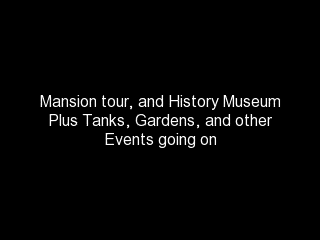 Mansion tour, and History Museum
Plus Tanks, Gardens, and other
Events going on